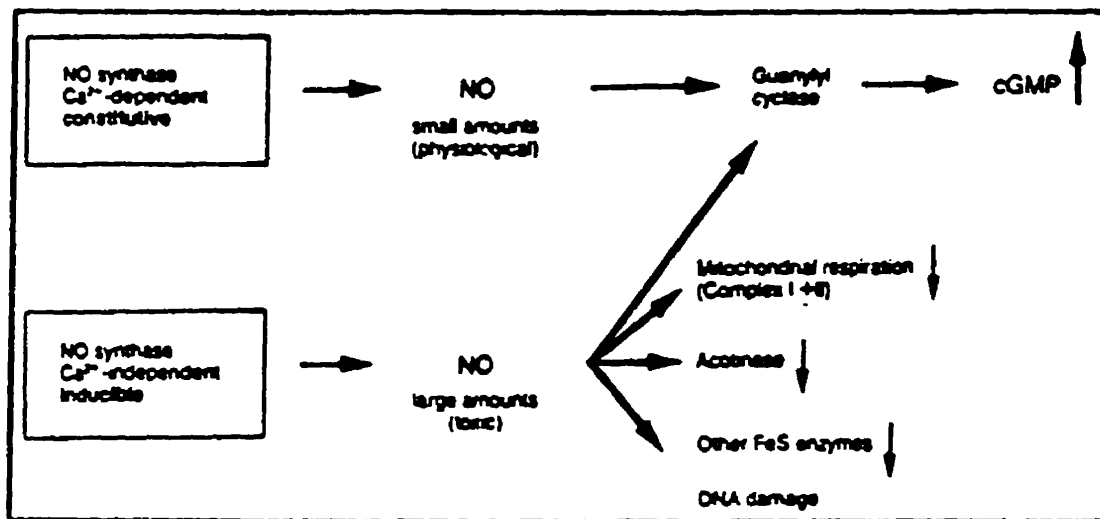 NO synthase
Ca²⁺-dependent
constitutive
NO
small amounts
(physiological)
Guanylyl
cyclase
cGMP
NO synthase
Ca²⁺-independent
inducible
NO
large amounts
(toxic)
Mitochondrial respiration
(Complex I +II)
Aconinase
Other FeS enzymes
DNA damage